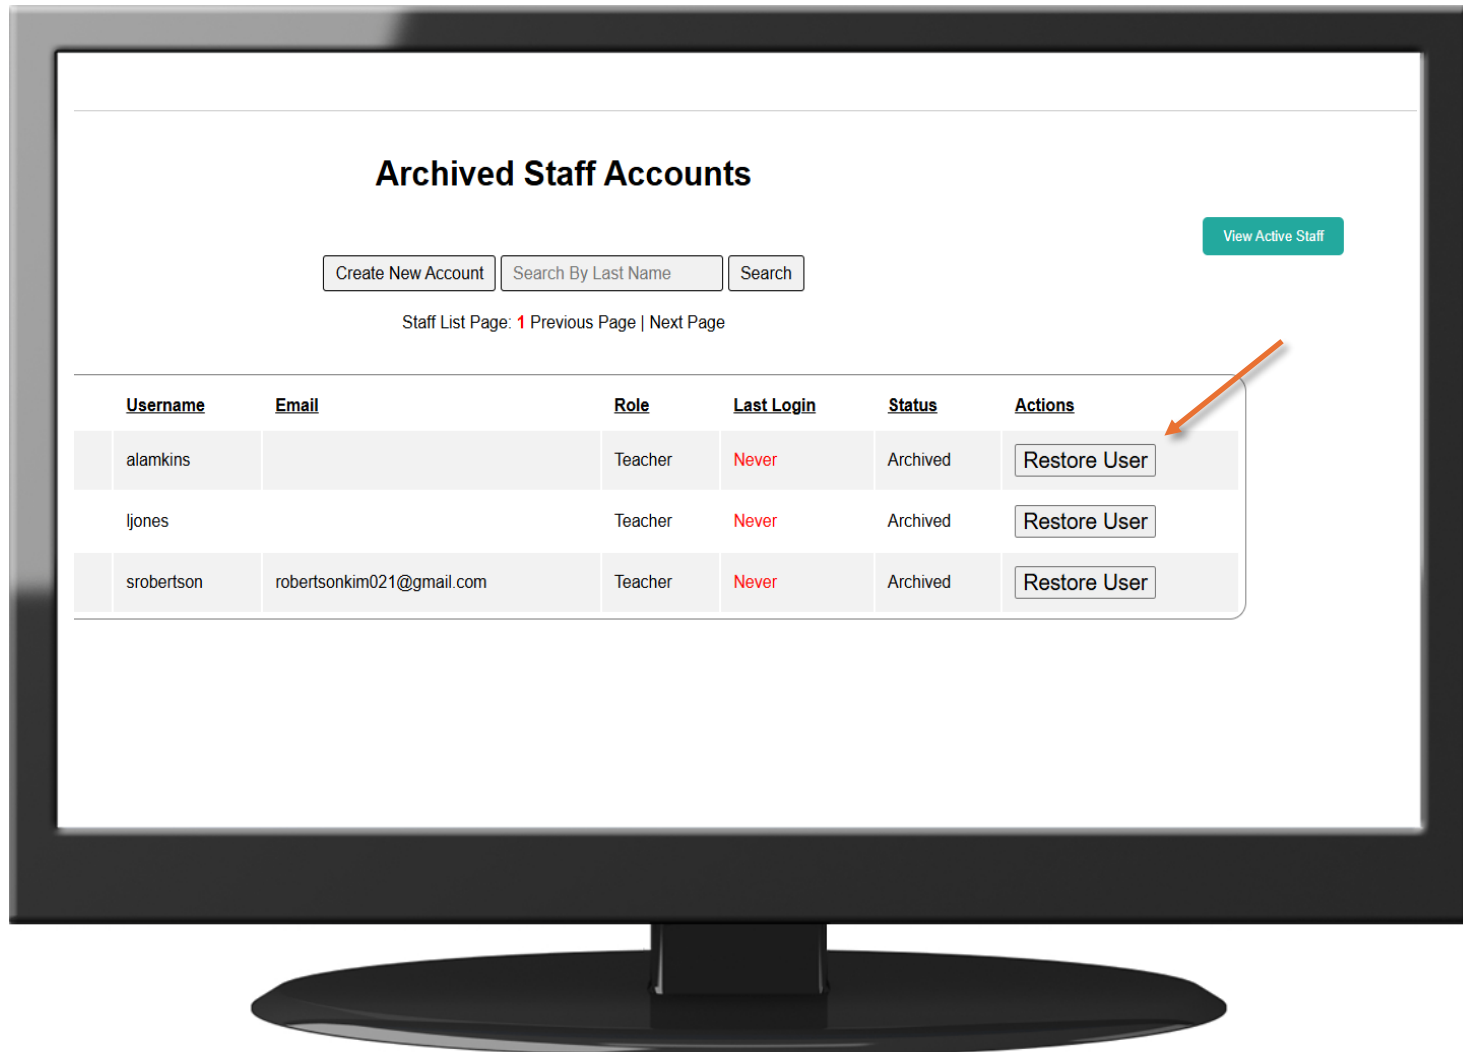 Archived Staff Accounts
View Active Staff
Create New Account Search By Last Name Search
Staff List Page: 1 Previous Page | Next Page
Username Email Role Last Login Status Actions
alamkins Teacher Never Archived Restore User
ljones Teacher Never Archived Restore User
srobertson robertsonkim021@gmail.com Teacher Never Archived Restore User